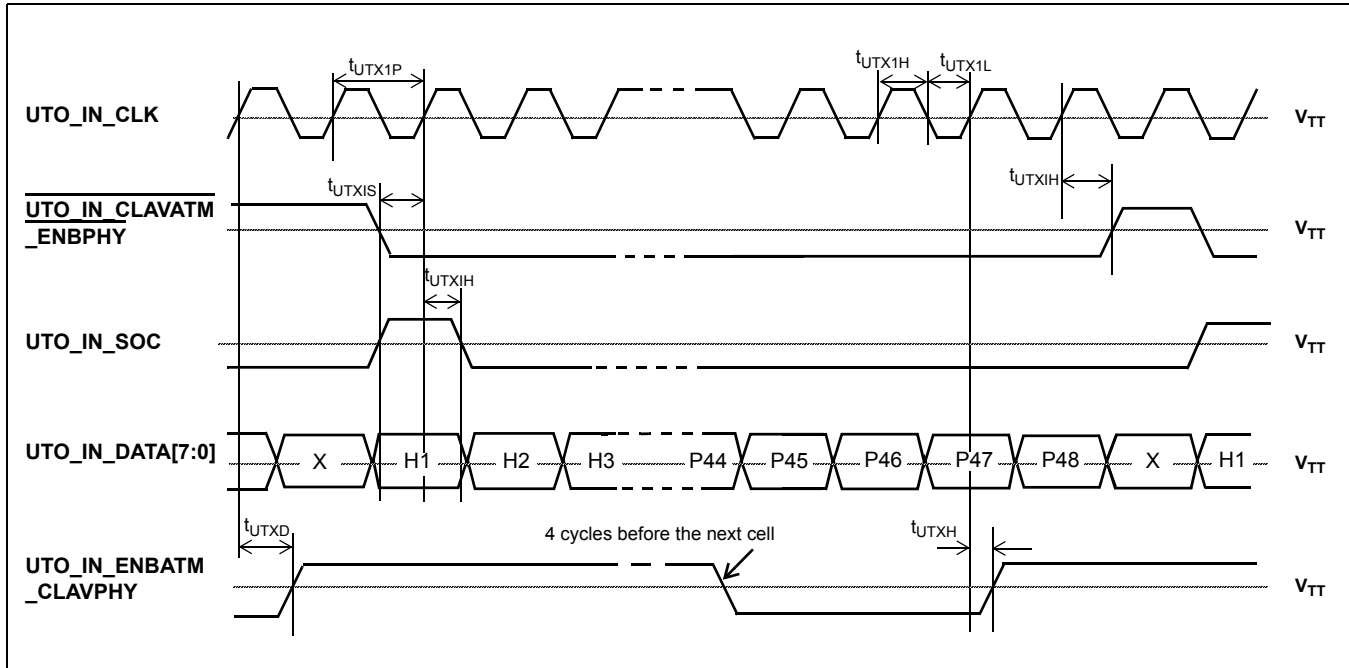 tUTX1P
tUTX1H
tUTX1L
UTO_IN_CLK
VTT
tUTXIS
tUTXIH
UTO_IN_CLAVATM
_ENBPHY
VTT
tUTXIH
UTO_IN_SOC
VTT
UTO_IN_DATA[7:0]
X
H1
H2
H3
P44
P45
P46
P47
P48
X
H1
VTT
tUTXD
4 cycles before the next cell
tUTXH
UTO_IN_ENBATM
_CLAVPHY
VTT